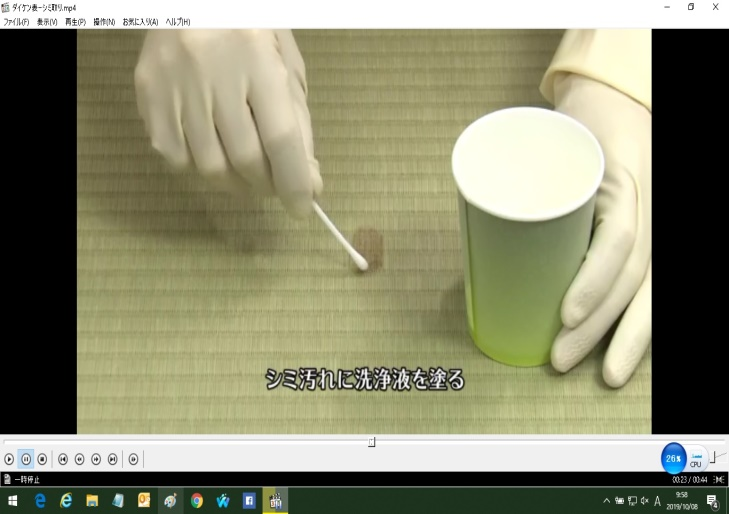 ダイケン表-シミ取り.mp4
ファイル(F) 表示(V) 再生(P) 操作(N) お気に入り(A) ヘルプ(H)
シミ汚れに洗浄液を塗る
26%
CPU
一時停止
00:23 / 00:44
A
9:58
2019/10/08
4